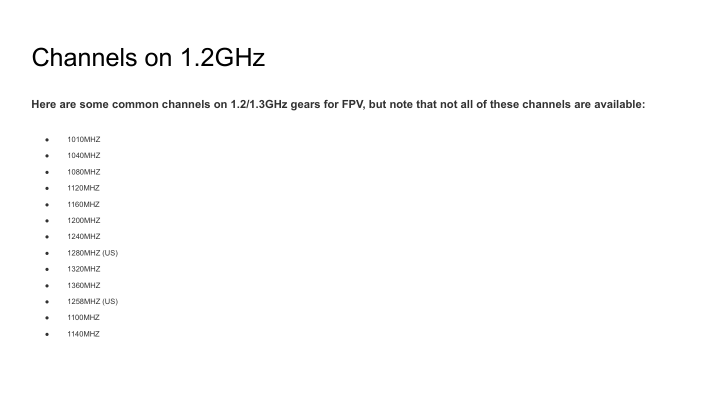 Channels on 1.2GHz
Here are some common channels on 1.2/1.3GHz gears for FPV, but note that not all of these channels are available:
● 1010MHZ
● 1040MHZ
● 1080MHZ
● 1120MHZ
● 1160MHZ
● 1200MHZ
● 1240MHZ
● 1280MHZ (US)
● 1320MHZ
● 1360MHZ
● 1258MHZ (US)
● 1100MHZ
● 1140MHZ